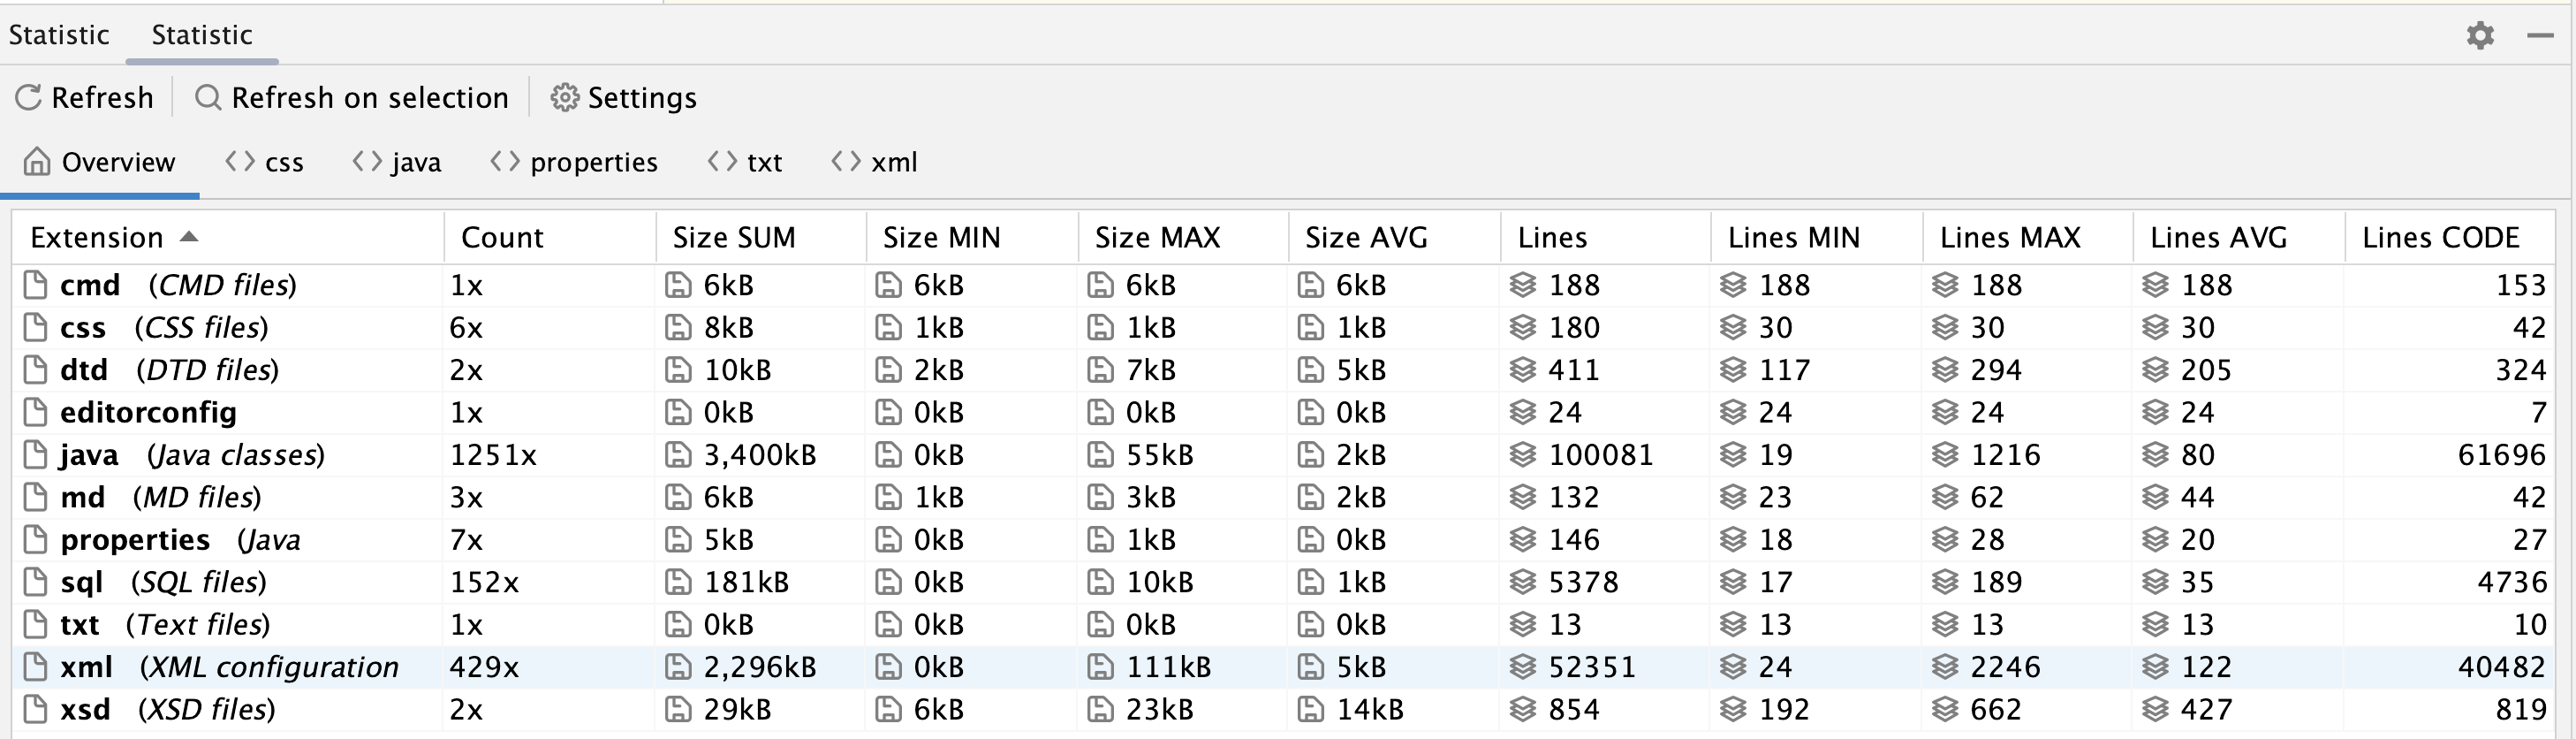 Statistic Statistic
Refresh Refresh on selection Settings
Overview css java properties txt xml
Extension Count Size SUM Size MIN Size MAX Size AVG Lines Lines MIN Lines MAX Lines AVG Lines CODE
cmd (CMD files) 1x 6kB 6kB 6kB 6kB 188 188 188 188 153
css (CSS files) 6x 8kB 1kB 1kB 1kB 180 30 30 30 42
dtd (DTD files) 2x 10kB 2kB 7kB 5kB 411 117 294 205 324
editorconfig 1x 0kB 0kB 0kB 0kB 24 24 24 24 7
java (Java classes) 1251x 3,400kB 0kB 55kB 2kB 100081 19 1216 80 61696
md (MD files) 3x 6kB 1kB 3kB 2kB 132 23 62 44 42
properties (Java 7x 5kB 0kB 1kB 0kB 146 18 28 20 27
sql (SQL files) 152x 181kB 0kB 10kB 1kB 5378 17 189 35 4736
txt (Text files) 1x 0kB 0kB 0kB 0kB 13 13 13 13 10
xml (XML configuration 429x 2,296kB 0kB 111kB 5kB 52351 24 2246 122 40482
xsd (XSD files) 2x 29kB 6kB 23kB 14kB 854 192 662 427 819